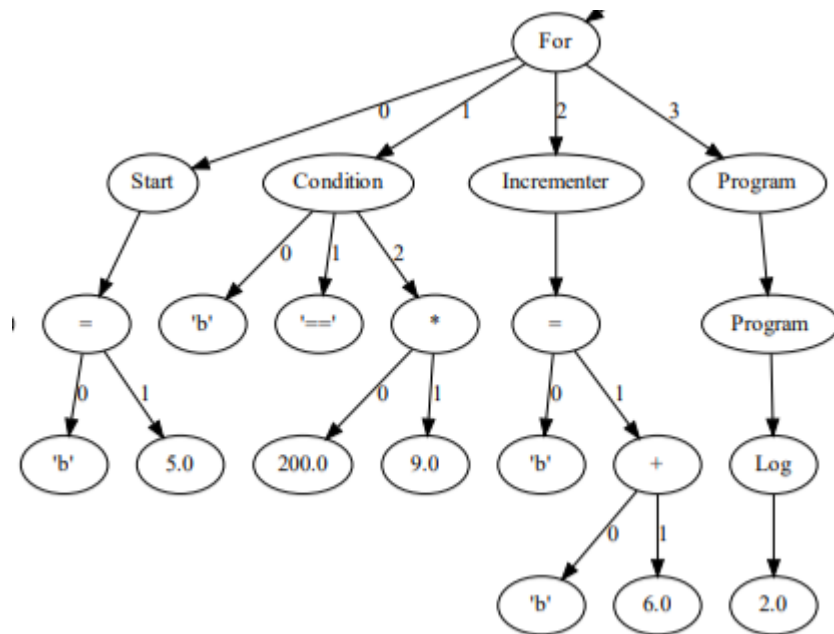 For
0 1 2 3
Start Condition Incrementer Program
0 1 2
= 'b' '==' * = Program
0 1 0 1 0 1
'b' 5.0 200.0 9.0 'b' + Log
0 1
'b' 6.0 2.0